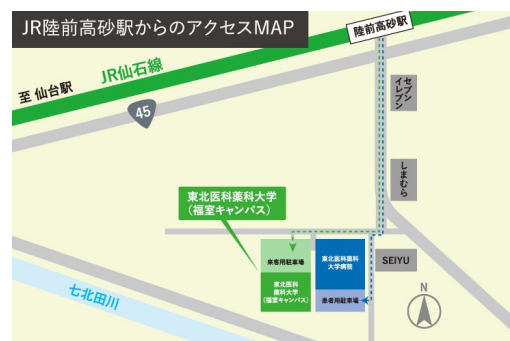 JR陸前高砂駅からのアクセスMAP
陸前高砂駅
JR仙石線
至 仙台駅
45
セブン
イレブン
しまむら
東北医科薬科大学
（福室キャンパス）
来客用駐車場
東北医科薬科
大学病院
SEIYU
東北医科
薬科大学
（福室キャンパス）
患者用駐車場
七北田川
N